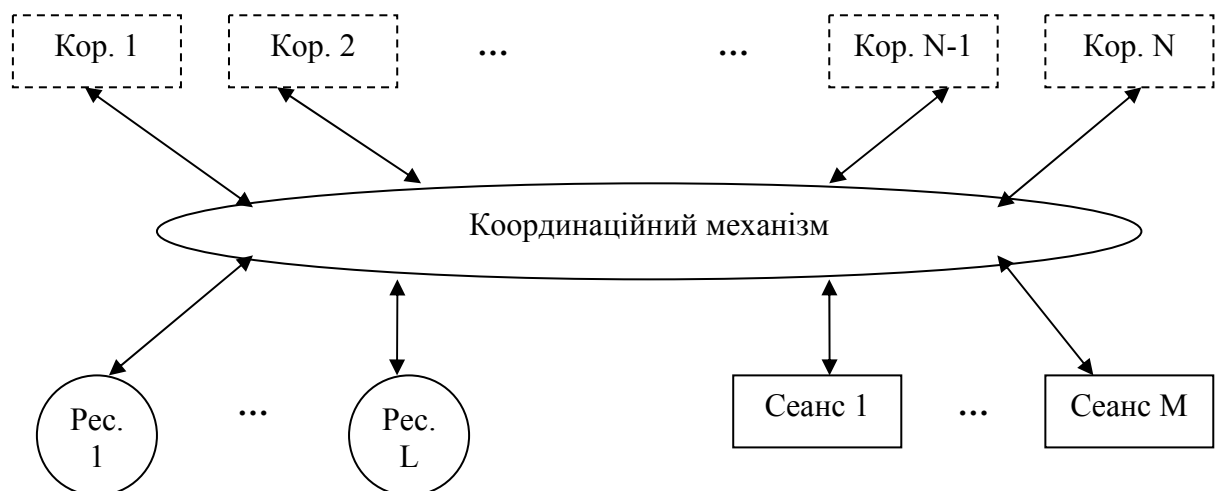 Кор. 1 Кор. 2 ... ... Кор. N-1 Кор. N
Координаційний механізм
Рес. 1 ... Рес. L Сеанс 1 ... Сеанс M